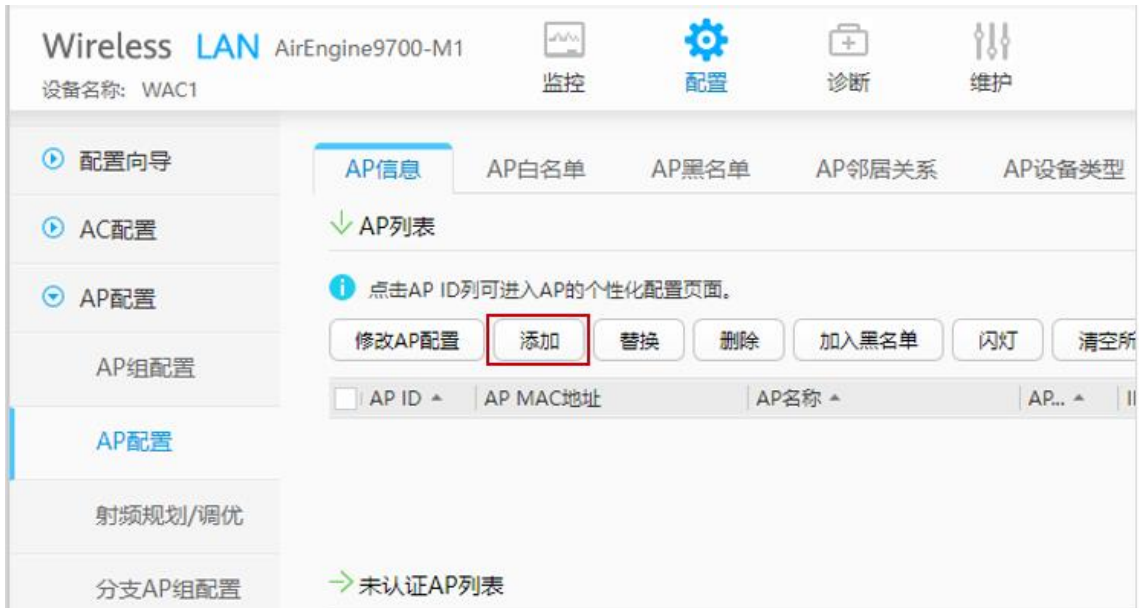 Wireless LAN AirEngine9700-M1
设备名称: WAC1
监控
配置
诊断
维护
配置向导
AC配置
AP配置
AP组配置
AP配置
射频规划/调优
分支AP组配置
AP信息 AP白名单 AP黑名单 AP邻居关系 AP设备类型
AP列表
点击AP ID列可进入AP的个性化配置页面。
修改AP配置 添加 替换 删除 加入黑名单 闪灯 清空所
AP ID AP MAC地址 AP名称 AP...
未认证AP列表